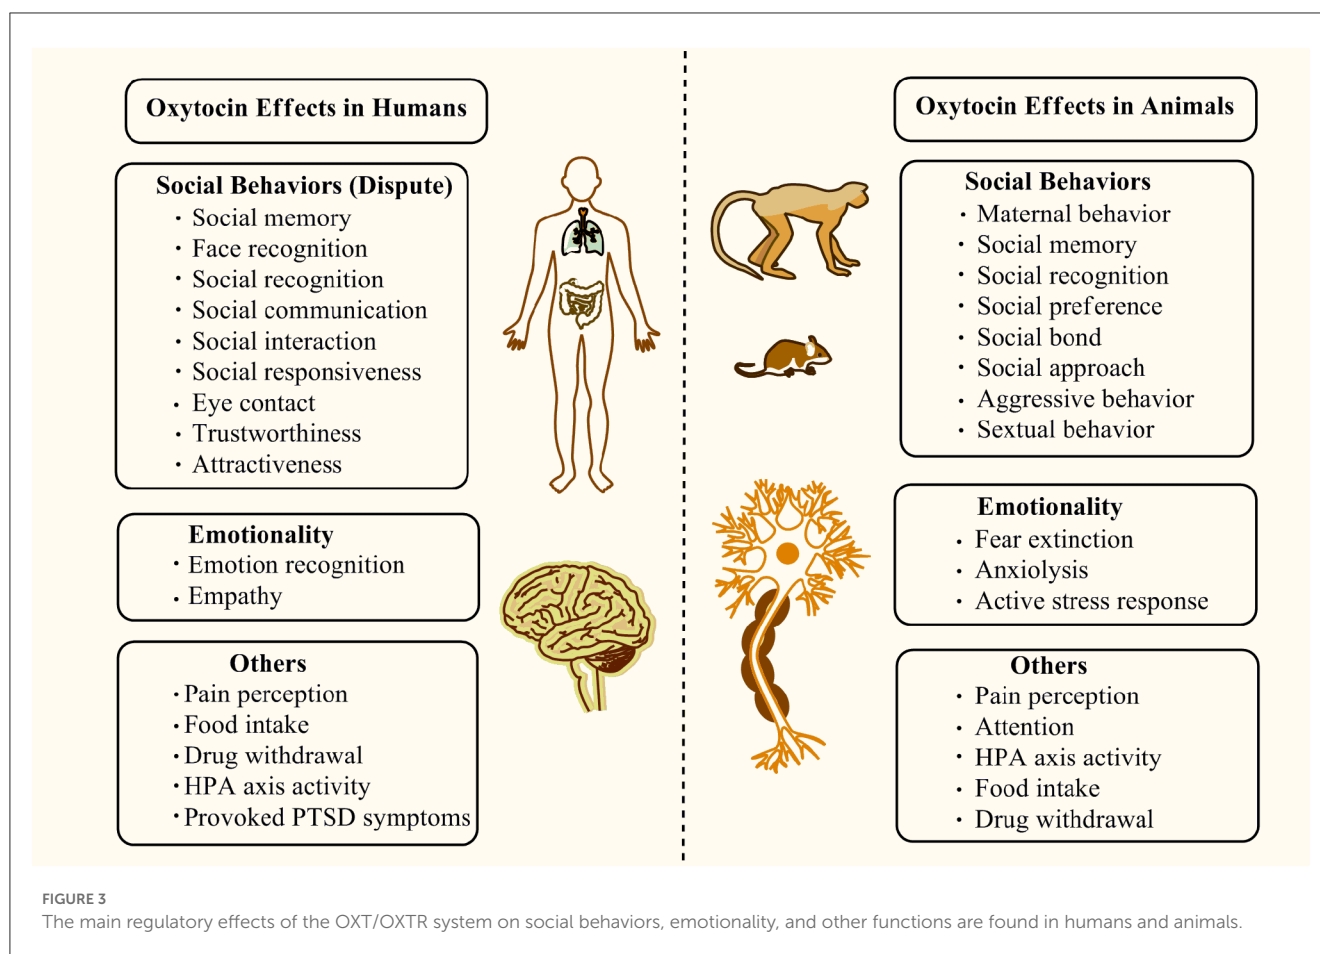 Oxytocin Effects in Humans
Social Behaviors (Dispute)
· Social memory
· Face recognition
· Social recognition
· Social communication
· Social interaction
· Social responsiveness
· Eye contact
· Trustworthiness
· Attractiveness
Emotionality
· Emotion recognition
· Empathy
Others
· Pain perception
· Food intake
· Drug withdrawal
· HPA axis activity
· Provoked PTSD symptoms
Oxytocin Effects in Animals
Social Behaviors
· Maternal behavior
· Social memory
· Social recognition
· Social preference
· Social bond
· Social approach
· Aggressive behavior
· Sextual behavior
Emotionality
· Fear extinction
· Anxiolysis
· Active stress response
Others
· Pain perception
· Attention
· HPA axis activity
· Food intake
· Drug withdrawal
FIGURE 3
The main regulatory effects of the OXT/OXTR system on social behaviors, emotionality, and other functions are found in humans and animals.